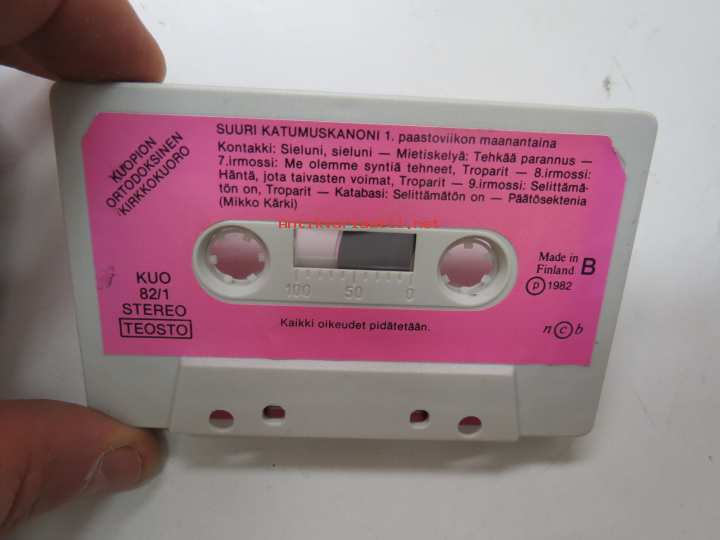 KUOPION
ORTODOKSINEN
KIRKKOKUORO
SUURI KATUMUSKANONI 1. paastoviikon maanantaina
Kontakki: Sieluni, sieluni — Mietiskelyä: Tehkää parannus —
7.irmossi: Me olemme syntiä tehneet, Troparit — 8.irmossi:
Häntä, jota taivasten voimat, Troparit — 9.irmossi: Selittämä-
tön on, Troparit — Katabasi: Selittämätön on — Päätösektenia
(Mikko Kärki)
antikvariaatti.net
100 50 0
KUO
82/1
STEREO
TEOSTO
Made in
Finland B
℗ 1982
n©b
Kaikki oikeudet pidätetään.